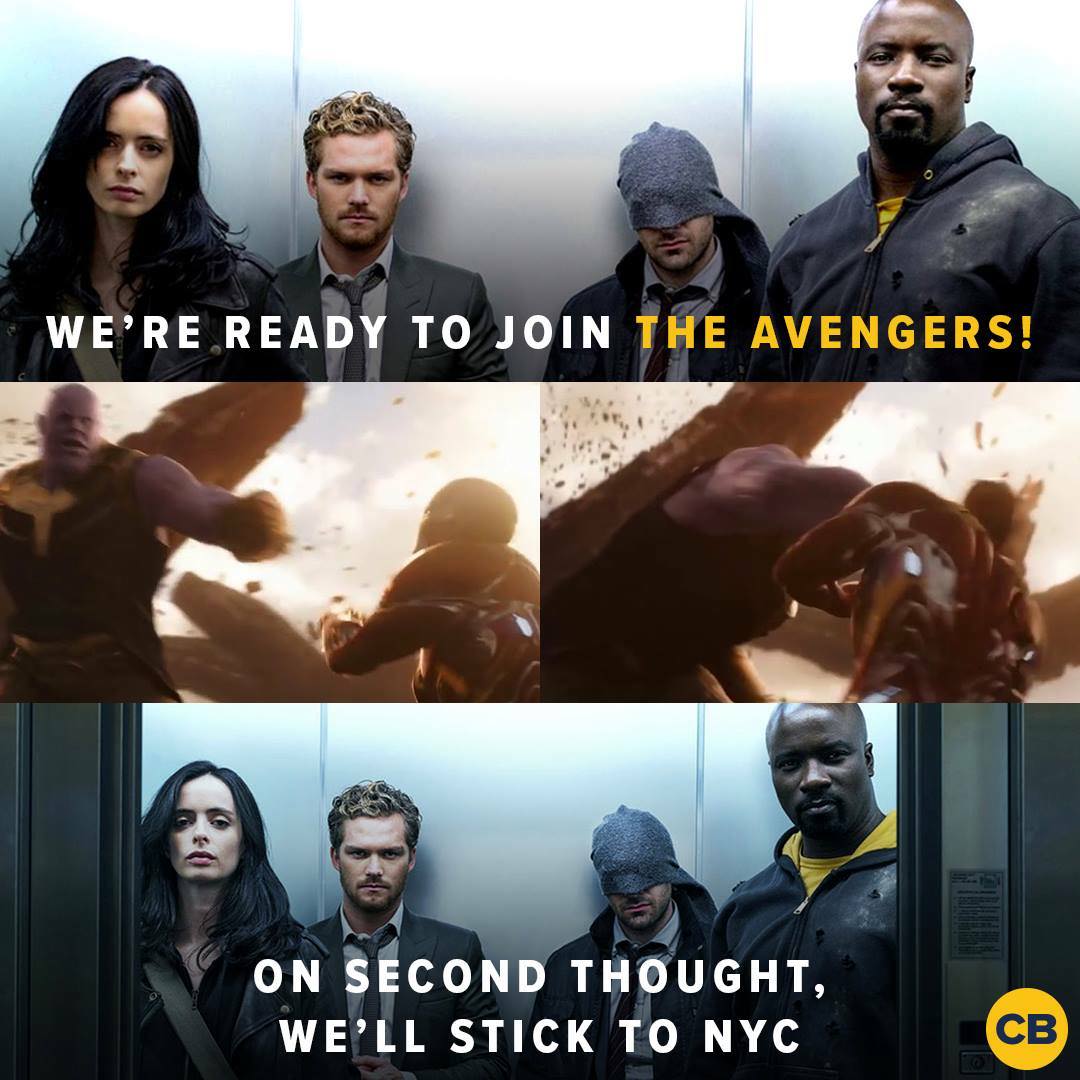 WE'RE READY TO JOIN THE AVENGERS!
ON SECOND THOUGHT,
WE'LL STICK TO NYC
CB